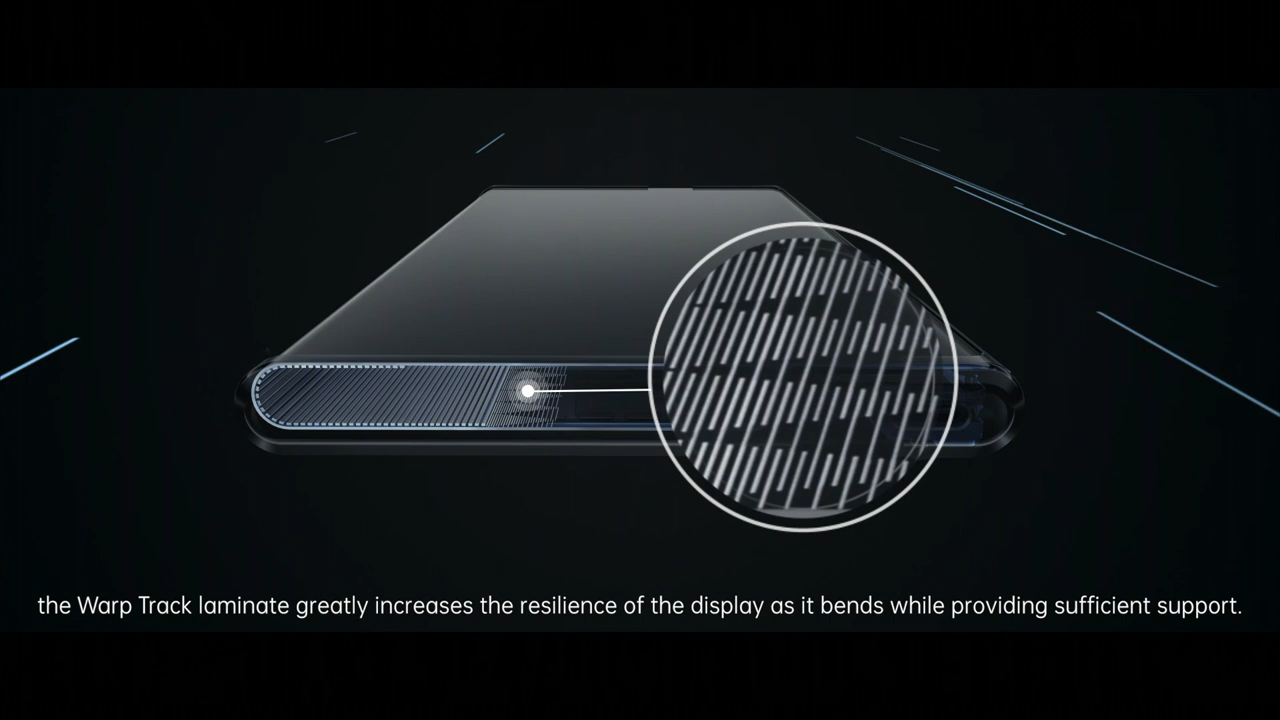 the Warp Track laminate greatly increases the resilience of the display as it bends while providing sufficient support.